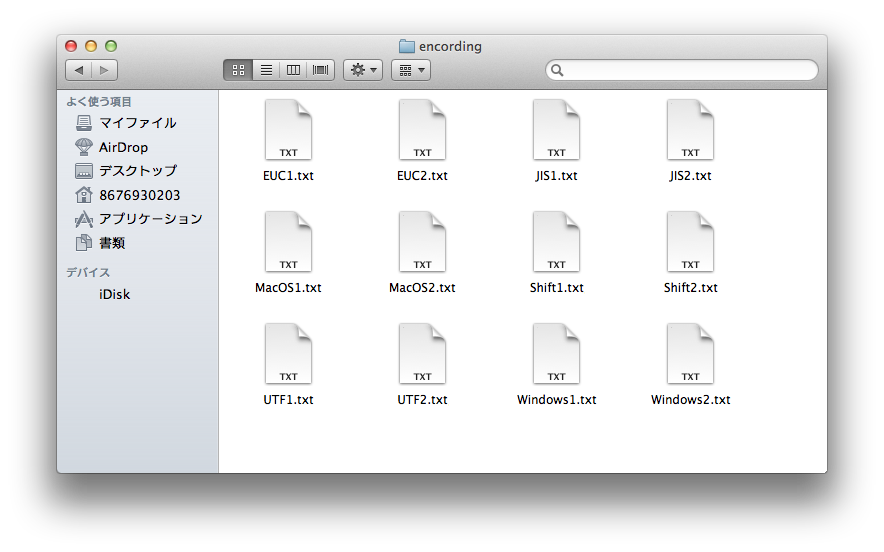 encording
よく使う項目
マイファイル
AirDrop
デスクトップ
8676930203
アプリケーション
書類
デバイス
iDisk
TXT TXT TXT TXT
EUC1.txt EUC2.txt JIS1.txt JIS2.txt
TXT TXT TXT TXT
MacOS1.txt MacOS2.txt Shift1.txt Shift2.txt
TXT TXT TXT TXT
UTF1.txt UTF2.txt Windows1.txt Windows2.txt